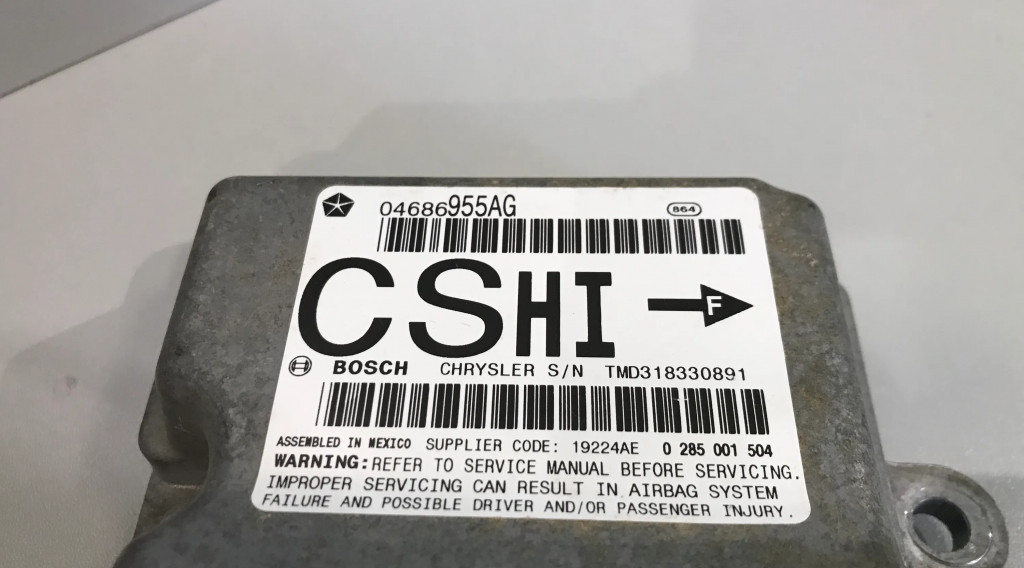 04686955AG 864
CSHI F
BOSCH CHRYSLER S/N TMD318330891
ASSEMBLED IN MEXICO SUPPLIER CODE: 19224AE 0 285 001 504
WARNING: REFER TO SERVICE MANUAL BEFORE SERVICING.
IMPROPER SERVICING CAN RESULT IN AIRBAG SYSTEM
FAILURE AND POSSIBLE DRIVER AND/OR PASSENGER INJURY.